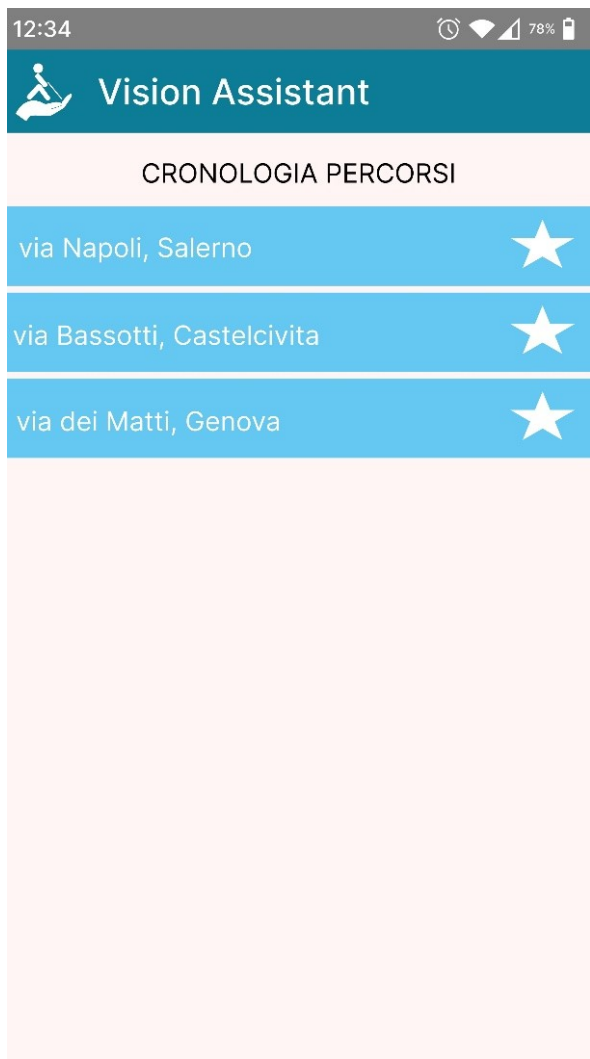 12:34
78%
Vision Assistant
CRONOLOGIA PERCORSI
via Napoli, Salerno
via Bassotti, Castelcivita
via dei Matti, Genova